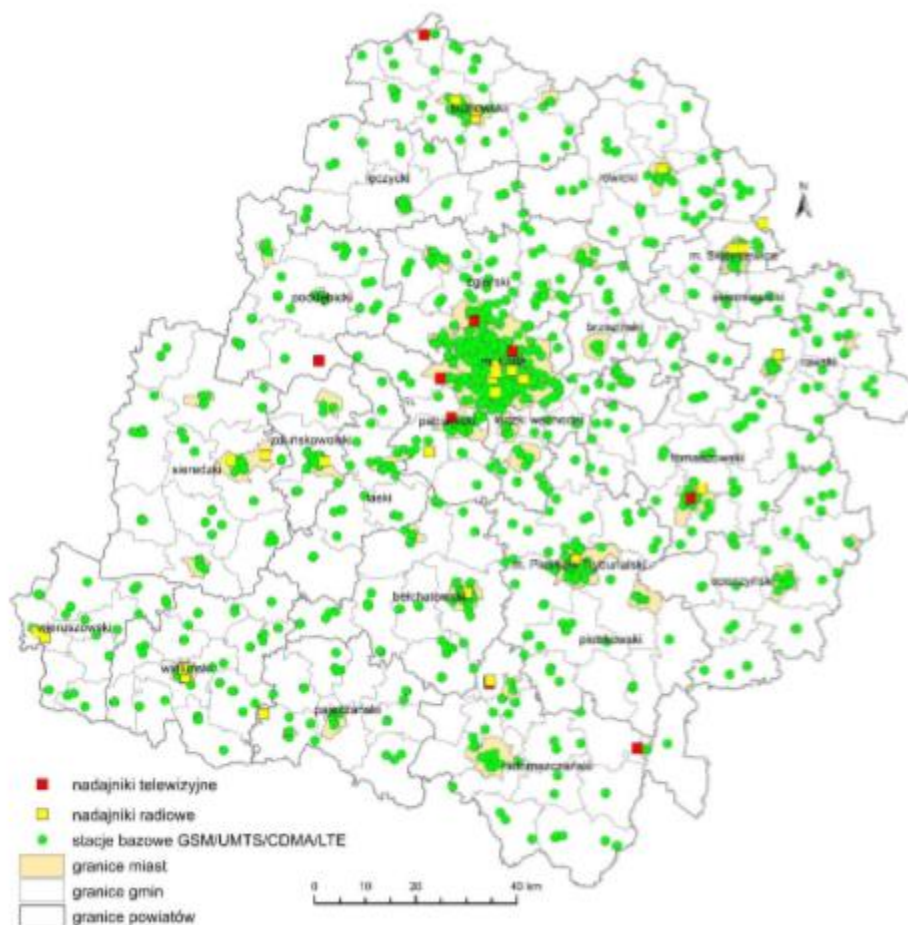 łęczycki
łowicki
N
m. Skierniewice
zgierski
poddębicki
skierniewicki
brzeziński
rawski
m. Łódź
pabianicki
łódzki wschodni
zduńskowolski
sieradzki
tomaszowski
łaski
m. Piotrków Trybunalski
opoczyński
bełchatowski
wieruszowski
piotrkowski
wieluński
pajęczański
radomszczański
nadajniki telewizyjne
nadajniki radiowe
stacje bazowe GSM/UMTS/CDMA/LTE
granice miast
granice gmin
granice powiatów
0 10 20 40 km